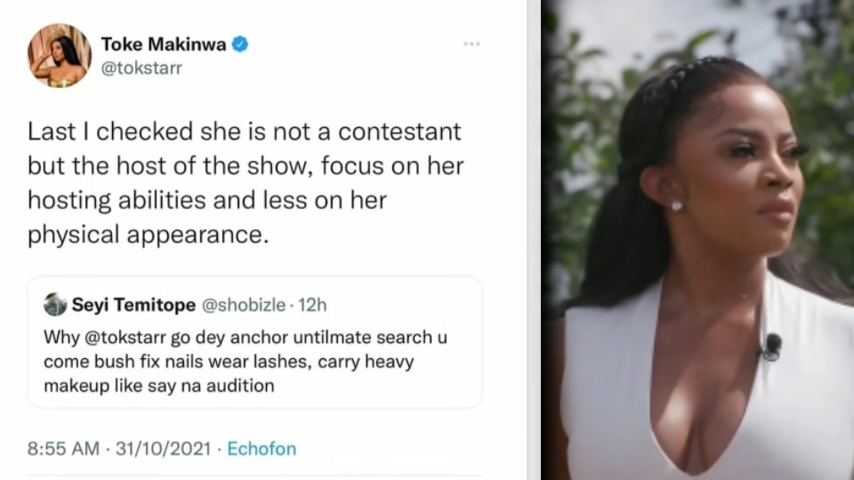 Toke Makinwa
@tokstarr
Last I checked she is not a contestant
but the host of the show, focus on her
hosting abilities and less on her
physical appearance.
Seyi Temitope @shobizle · 12h
Why @tokstarr go dey anchor untilmate search u
come bush fix nails wear lashes, carry heavy
makeup like say na audition
8:55 AM · 31/10/2021 · Echofon